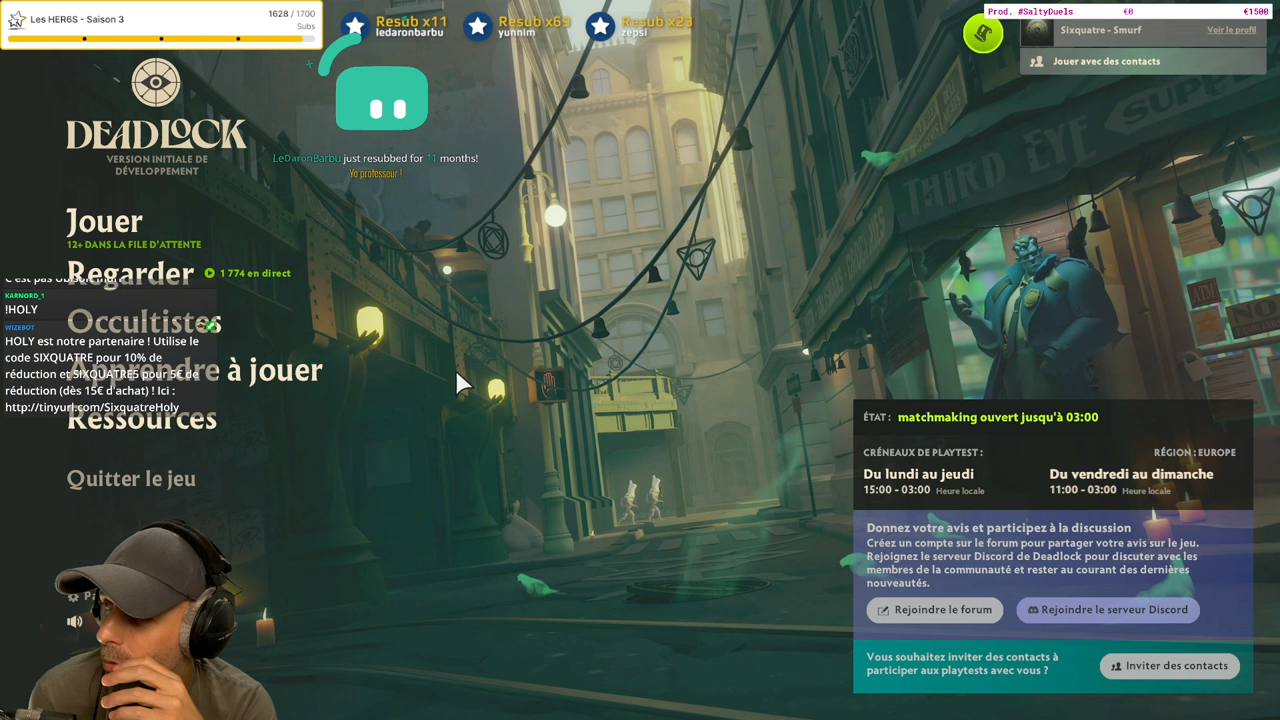 Les HER6S - Saison 3
1628 / 1700
Subs
Resub x11
ledaronbarbu
Resub x69
yunnim
Resub x23
zepsi
Prod. #SaltyDuels
€0
€1500
Sixquatre - Smurf
Voir le profil
Jouer avec des contacts
DEADLOCK
VERSION INITIALE DE
DÉVELOPPEMENT
LeDaronBarbu just resubbed for 11 months!
Yo professeur !
THIRD EYE SUPP
ATM
NO
Jouer
12+ DANS LA FILE D'ATTENTE
Regarder
1 774 en direct
KARNORD_1
!HOLY
Occultistes
WIZEBOT
HOLY est notre partenaire ! Utilise le
code SIXQUATRE pour 10% de
réduction et SIXQUATRE5 pour 5€ de
réduction (dès 15€ d'achat) ! Ici :
http://tinyurl.com/SixquatreHoly
Apprendre à jouer
Ressources
Quitter le jeu
ÉTAT : matchmaking ouvert jusqu'à 03:00
CRÉNEAUX DE PLAYTEST :
RÉGION : EUROPE
Du lundi au jeudi
15:00 - 03:00 Heure locale
Du vendredi au dimanche
11:00 - 03:00 Heure locale
Donnez votre avis et participez à la discussion
Créez un compte sur le forum pour partager votre avis sur le jeu.
Rejoignez le serveur Discord de Deadlock pour discuter avec les
membres de la communauté et rester au courant des dernières
nouveautés.
Rejoindre le forum
Rejoindre le serveur Discord
Vous souhaitez inviter des contacts à
participer aux playtests avec vous ?
Inviter des contacts